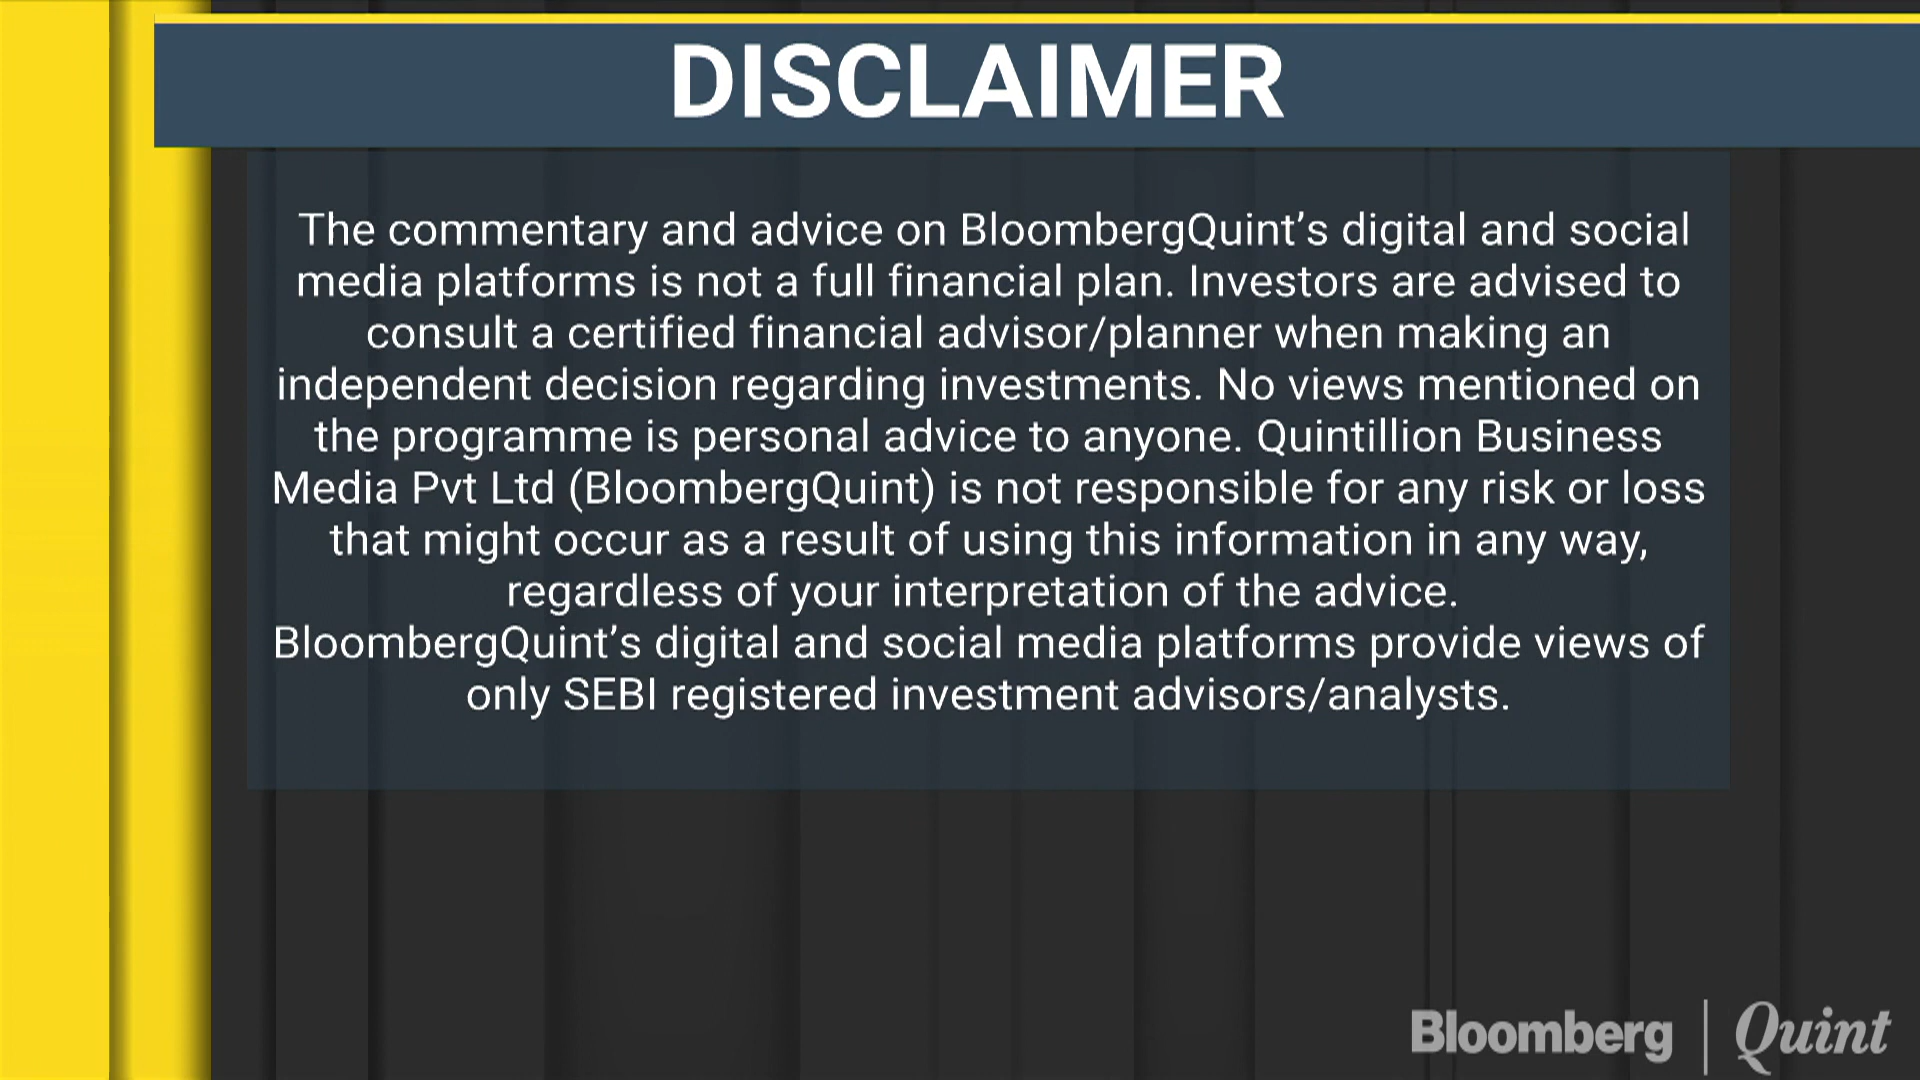 DISCLAIMER
The commentary and advice on BloombergQuint’s digital and social
media platforms is not a full financial plan. Investors are advised to
consult a certified financial advisor/planner when making an
independent decision regarding investments. No views mentioned on
the programme is personal advice to anyone. Quintillion Business
Media Pvt Ltd (BloombergQuint) is not responsible for any risk or loss
that might occur as a result of using this information in any way,
regardless of your interpretation of the advice.
BloombergQuint’s digital and social media platforms provide views of
only SEBI registered investment advisors/analysts.
Bloomberg | Quint